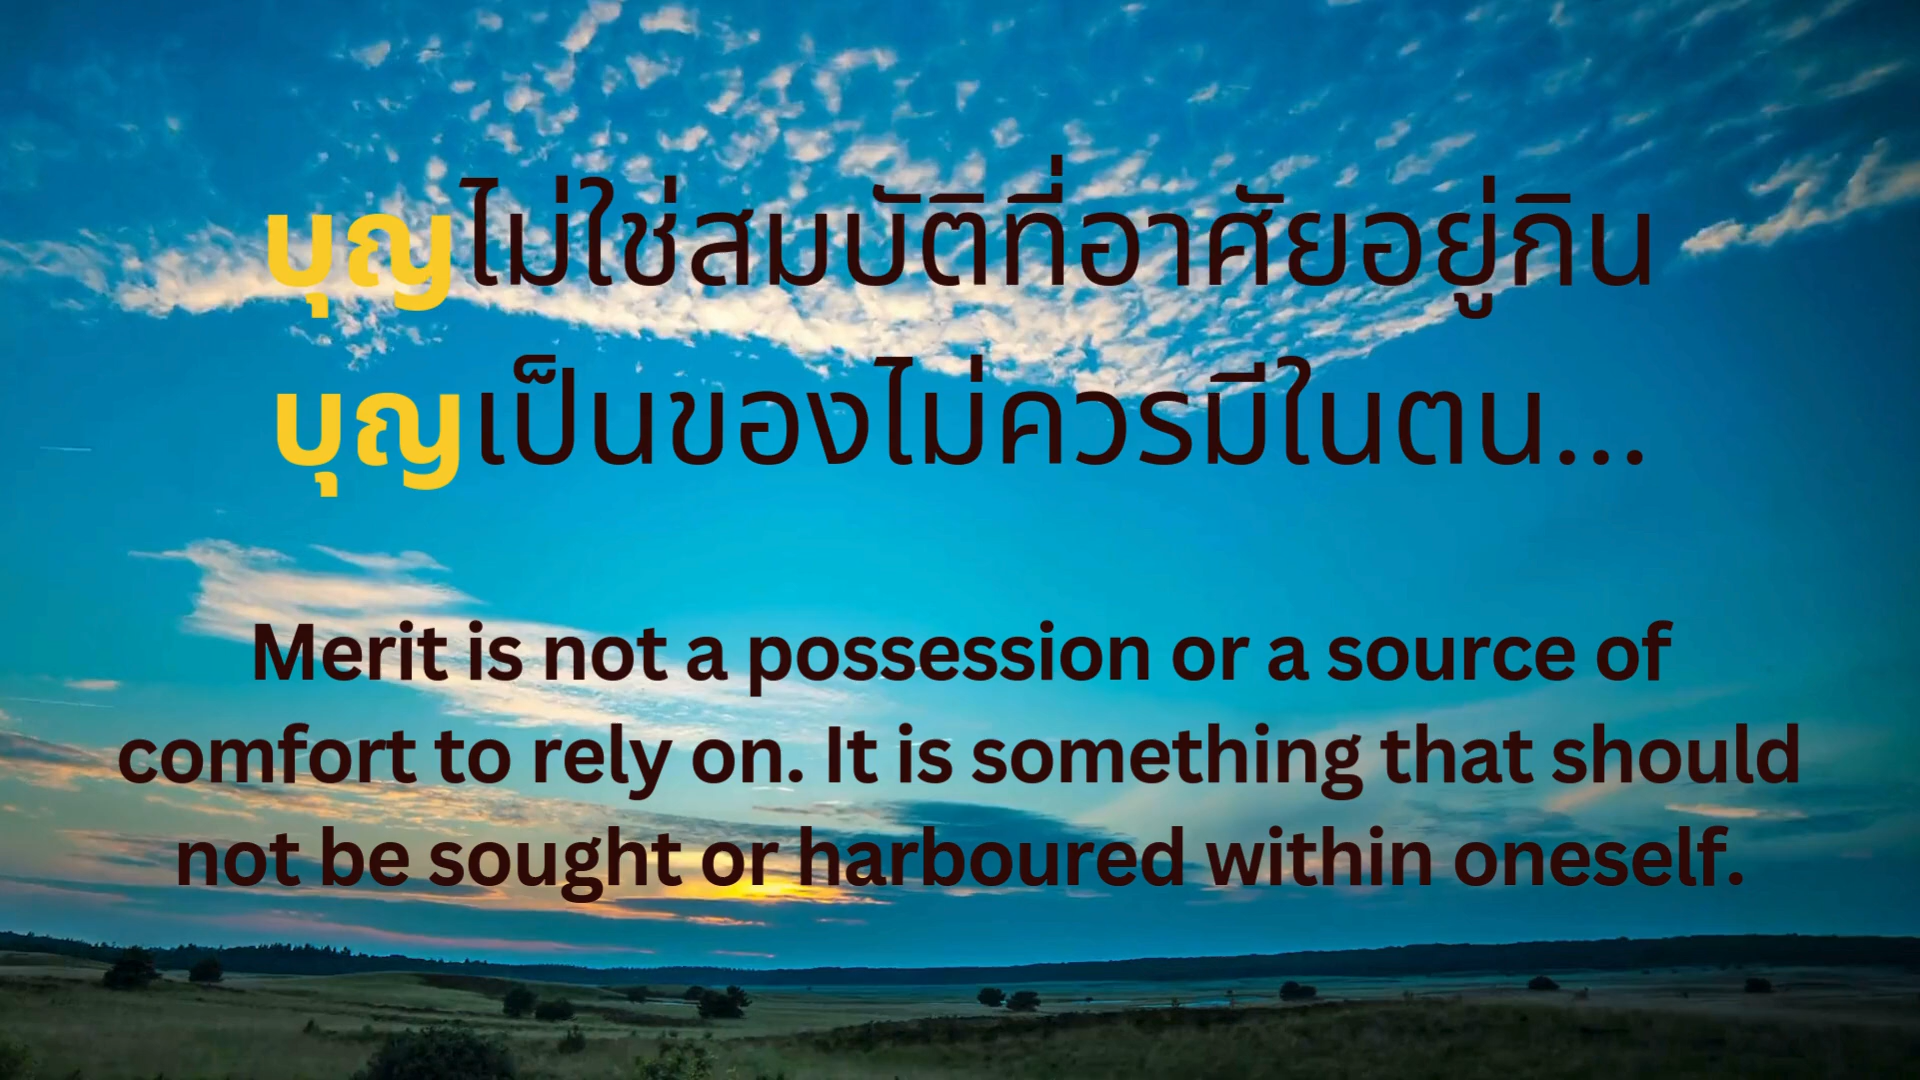 บุญไม่ใช่สมบัติที่อาศัยอยู่กิน
บุญเป็นของไม่ควรมีในตน...
Merit is not a possession or a source of
comfort to rely on. It is something that should
not be sought or harboured within oneself.